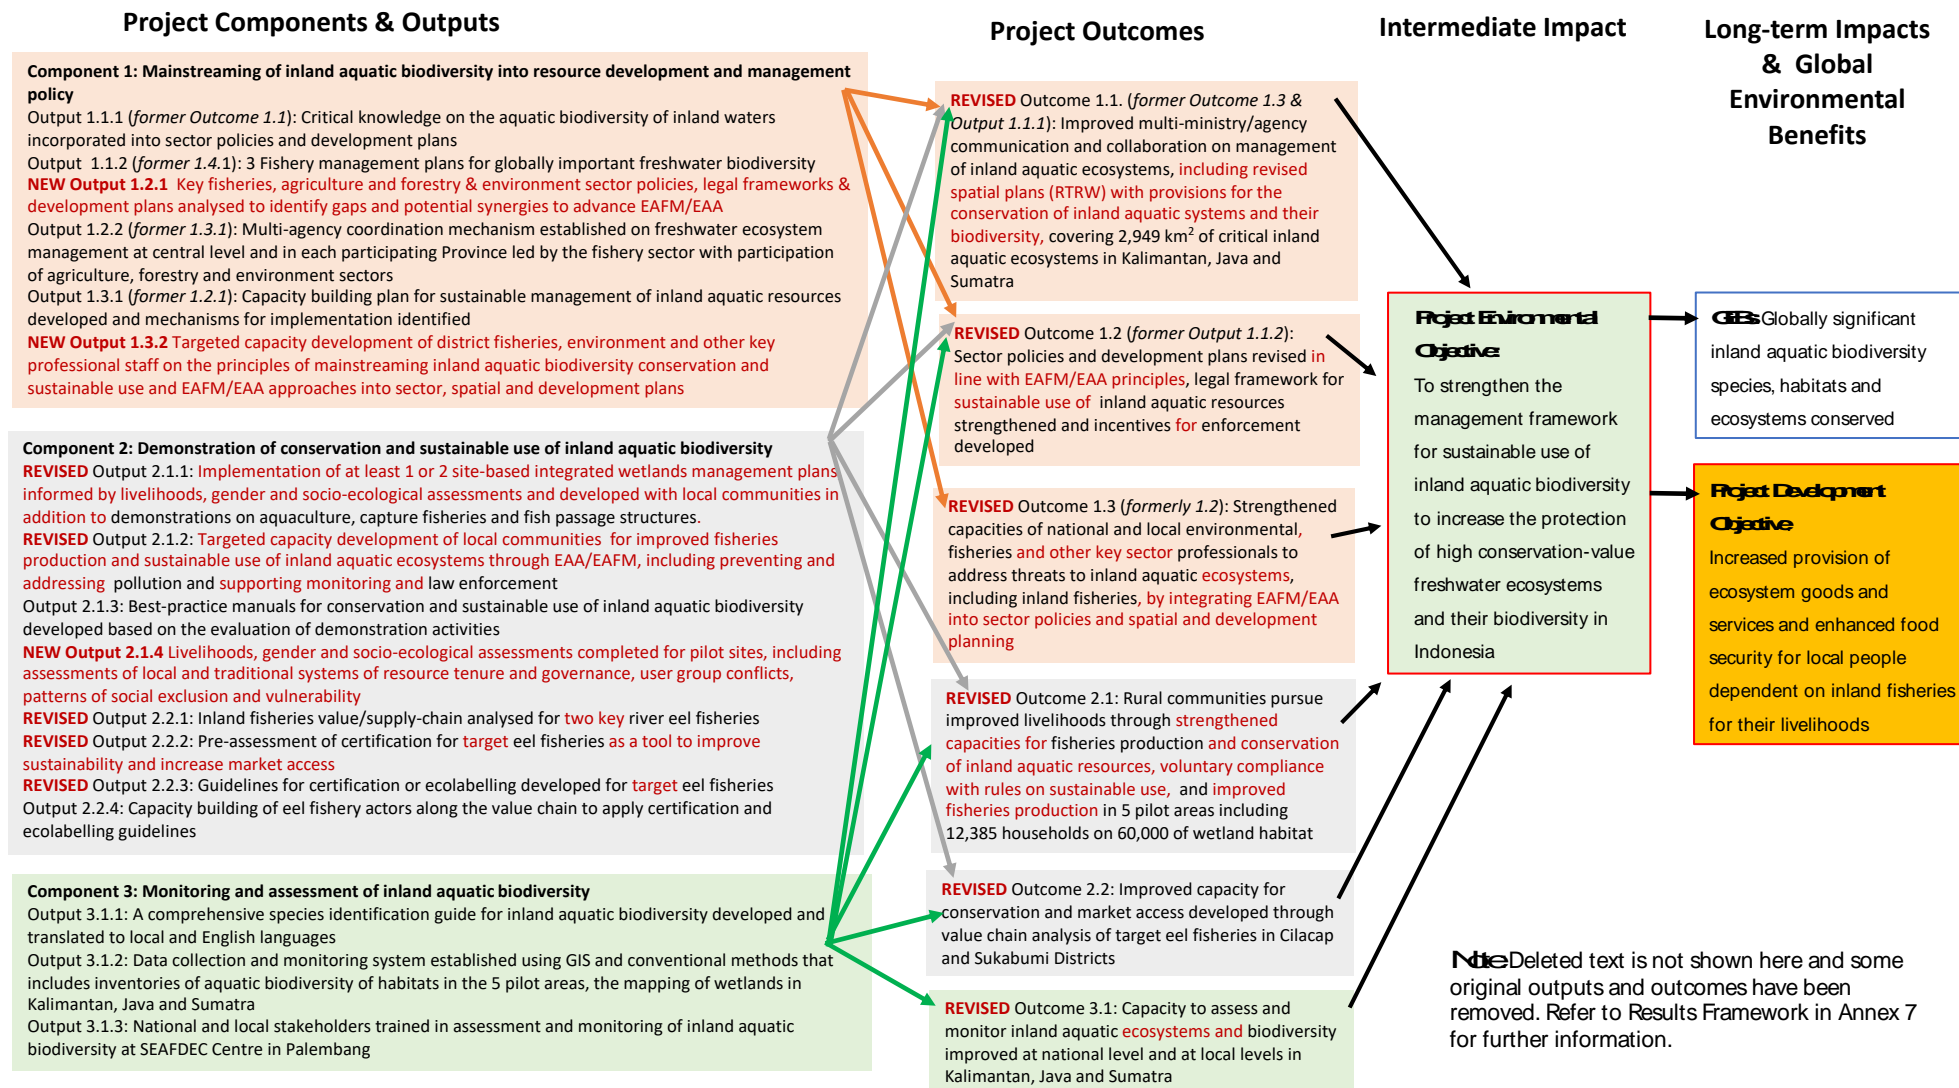 Project Components & Outputs
Component 1: Mainstreaming of inland aquatic biodiversity into resource development and management
policy
Output 1.1.1 (former Outcome 1.1): Critical knowledge on the aquatic biodiversity of inland waters
incorporated into sector policies and development plans
Output 1.1.2 (former 1.4.1): 3 Fishery management plans for globally important freshwater biodiversity
NEW Output 1.2.1 Key fisheries, agriculture and forestry & environment sector policies, legal frameworks &
development plans analysed to identify gaps and potential synergies to advance EAFM/EAA
Output 1.2.2 (former 1.3.1): Multi-agency coordination mechanism established on freshwater ecosystem
management at central level and in each participating Province led by the fishery sector with participation
of agriculture, forestry and environment sectors
Output 1.3.1 (former 1.2.1): Capacity building plan for sustainable management of inland aquatic resources
developed and mechanisms for implementation identified
NEW Output 1.3.2 Targeted capacity development of district fisheries, environment and other key
professional staff on the principles of mainstreaming inland aquatic biodiversity conservation and
sustainable use and EAFM/EAA approaches into sector, spatial and development plans
Component 2: Demonstration of conservation and sustainable use of inland aquatic biodiversity
REVISED Output 2.1.1: Implementation of at least 1 or 2 site-based integrated wetlands management plans
informed by livelihoods, gender and socio-ecological assessments and developed with local communities in
addition to demonstrations on aquaculture, capture fisheries and fish passage structures.
REVISED Output 2.1.2: Targeted capacity development of local communities for improved fisheries
production and sustainable use of inland aquatic ecosystems through EAA/EAFM, including preventing and
addressing pollution and supporting monitoring and law enforcement
Output 2.1.3: Best-practice manuals for conservation and sustainable use of inland aquatic biodiversity
developed based on the evaluation of demonstration activities
NEW Output 2.1.4 Livelihoods, gender and socio-ecological assessments completed for pilot sites, including
assessments of local and traditional systems of resource tenure and governance, user group conflicts,
patterns of social exclusion and vulnerability
REVISED Output 2.2.1: Inland fisheries value/supply-chain analysed for two key river eel fisheries
REVISED Output 2.2.2: Pre-assessment of certification for target eel fisheries as a tool to improve
sustainability and increase market access
REVISED Output 2.2.3: Guidelines for certification or ecolabelling developed for target eel fisheries
Output 2.2.4: Capacity building of eel fishery actors along the value chain to apply certification and
ecolabelling guidelines
Component 3: Monitoring and assessment of inland aquatic biodiversity
Output 3.1.1: A comprehensive species identification guide for inland aquatic biodiversity developed and
translated to local and English languages
Output 3.1.2: Data collection and monitoring system established using GIS and conventional methods that
includes inventories of aquatic biodiversity of habitats in the 5 pilot areas, the mapping of wetlands in
Kalimantan, Java and Sumatra
Output 3.1.3: National and local stakeholders trained in assessment and monitoring of inland aquatic
biodiversity at SEAFDEC Centre in Palembang
Project Outcomes
REVISED Outcome 1.1. (former Outcome 1.3 &
Output 1.1.1): Improved multi-ministry/agency
communication and collaboration on management
of inland aquatic ecosystems, including revised
spatial plans (RTRW) with provisions for the
conservation of inland aquatic systems and their
biodiversity, covering 2,949 km² of critical inland
aquatic ecosystems in Kalimantan, Java and
Sumatra
REVISED Outcome 1.2 (former Output 1.1.2):
Sector policies and development plans revised in
line with EAFM/EAA principles, legal framework for
sustainable use of inland aquatic resources
strengthened and incentives for enforcement
developed
REVISED Outcome 1.3 (formerly 1.2): Strengthened
capacities of national and local environmental,
fisheries and other key sector professionals to
address threats to inland aquatic ecosystems,
including inland fisheries, by integrating EAFM/EAA
into sector policies and spatial and development
planning
REVISED Outcome 2.1: Rural communities pursue
improved livelihoods through strengthened
capacities for fisheries production and conservation
of inland aquatic resources, voluntary compliance
with rules on sustainable use, and improved
fisheries production in 5 pilot areas including
12,385 households on 60,000 of wetland habitat
REVISED Outcome 2.2: Improved capacity for
conservation and market access developed through
value chain analysis of target eel fisheries in Cilacap
and Sukabumi Districts
REVISED Outcome 3.1: Capacity to assess and
monitor inland aquatic ecosystems and biodiversity
improved at national level and at local levels in
Kalimantan, Java and Sumatra
Intermediate Impact
Project Environmental
Objective:
To strengthen the
management framework
for sustainable use of
inland aquatic biodiversity
to increase the protection
of high conservation-value
freshwater ecosystems
and their biodiversity in
Indonesia
Long-term Impacts
& Global
Environmental
Benefits
GEBs: Globally significant
inland aquatic biodiversity
species, habitats and
ecosystems conserved
Project Development
Objective:
Increased provision of
ecosystem goods and
services and enhanced food
security for local people
dependent on inland fisheries
for their livelihoods
Note: Deleted text is not shown here and some
original outputs and outcomes have been
removed. Refer to Results Framework in Annex 7
for further information.